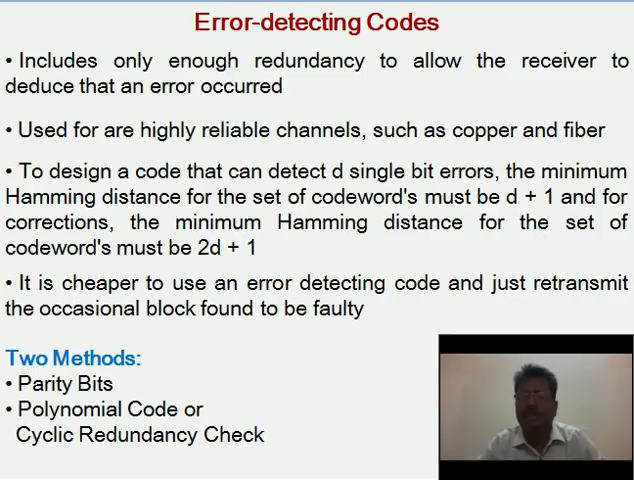 Error-detecting Codes
• Includes only enough redundancy to allow the receiver to
deduce that an error occurred
• Used for are highly reliable channels, such as copper and fiber
• To design a code that can detect d single bit errors, the minimum
Hamming distance for the set of codeword's must be d + 1 and for
corrections, the minimum Hamming distance for the set of
codeword's must be 2d + 1
• It is cheaper to use an error detecting code and just retransmit
the occasional block found to be faulty
Two Methods:
• Parity Bits
• Polynomial Code or
Cyclic Redundancy Check